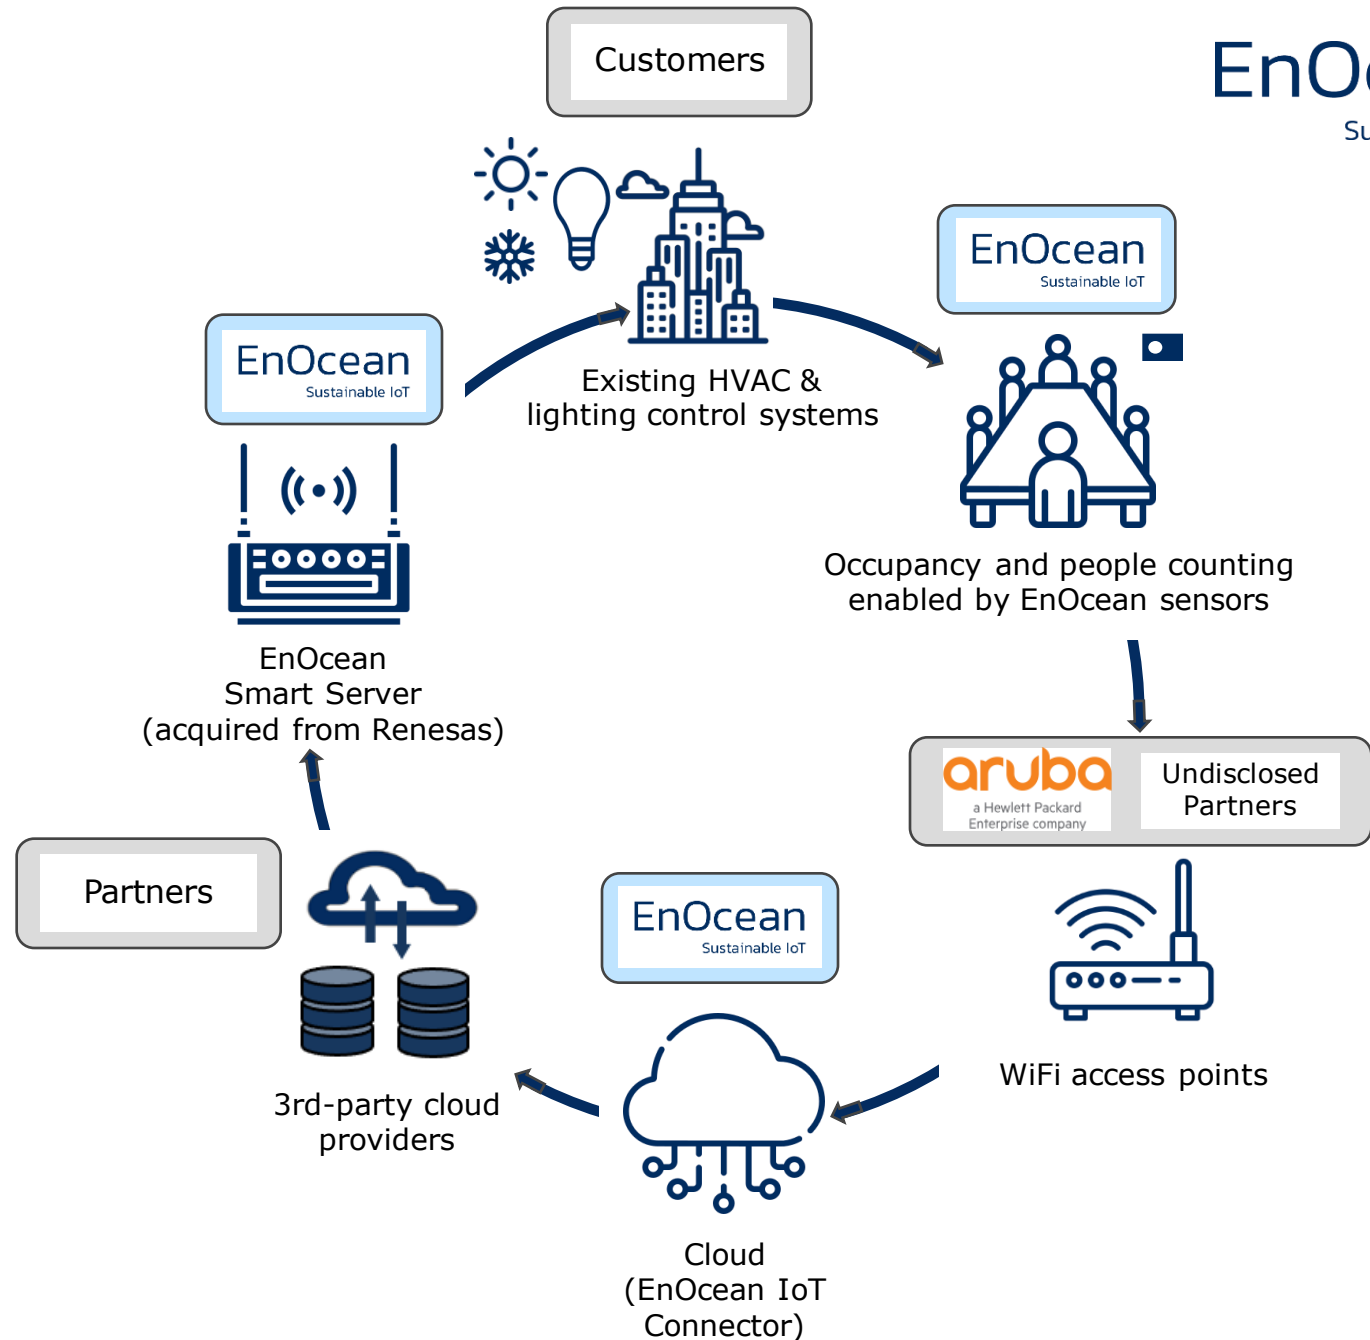 Customers
EnOcean
Sustainable IoT
Existing HVAC &
lighting control systems
EnOcean
Sustainable IoT
Occupancy and people counting
enabled by EnOcean sensors
EnOcean
Smart Server
(acquired from Renesas)
aruba
a Hewlett Packard
Enterprise company
Undisclosed
Partners
Partners
EnOcean
Sustainable IoT
WiFi access points
3rd-party cloud
providers
Cloud
(EnOcean IoT
Connector)